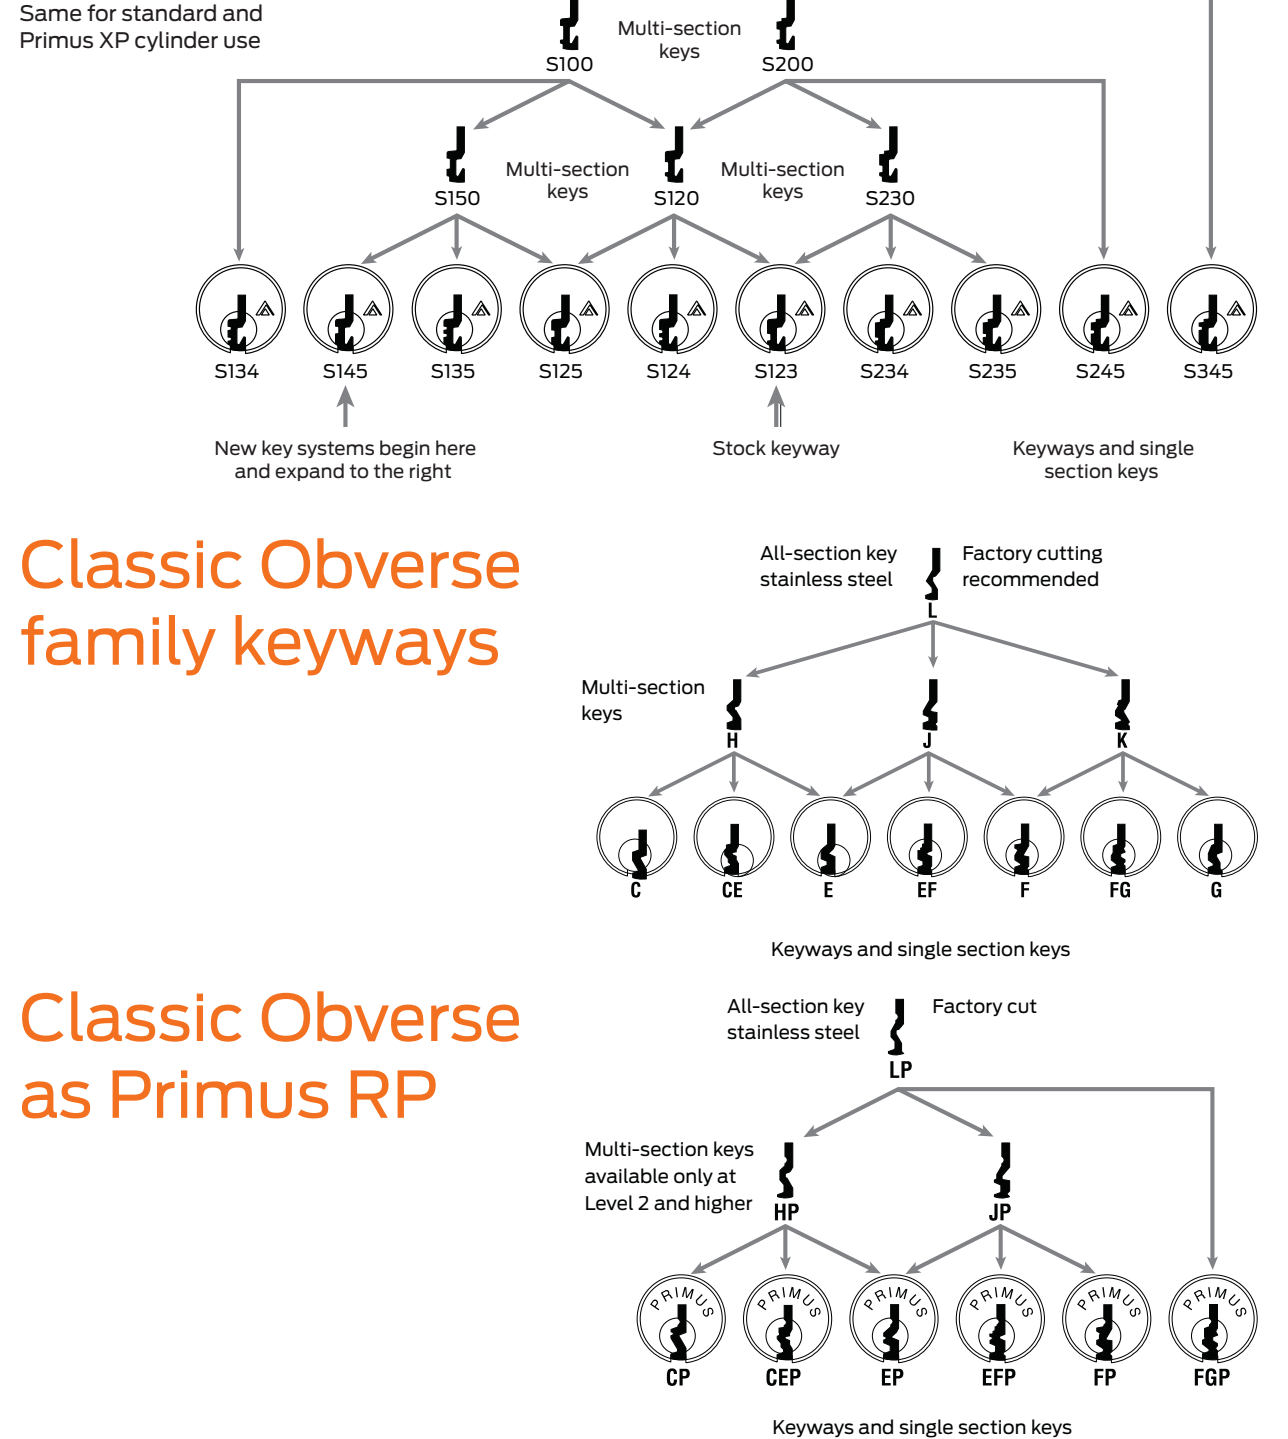 Same for standard and
Primus XP cylinder use
Multi-section
keys
S100
S200
Multi-section
keys
Multi-section
keys
S150
S120
S230
S134
S145
S135
S125
S124
S123
S234
S235
S245
S345
New key systems begin here
and expand to the right
Stock keyway
Keyways and single
section keys
Classic Obverse
family keyways
All-section key
stainless steel
Factory cutting
recommended
L
Multi-section
keys
H
J
K
C
CE
E
EF
F
FG
G
Keyways and single section keys
Classic Obverse
as Primus RP
All-section key
stainless steel
Factory cut
LP
Multi-section keys
available only at
Level 2 and higher
HP
JP
PRIMUS
PRIMUS
PRIMUS
PRIMUS
PRIMUS
PRIMUS
CP
CEP
EP
EFP
FP
FGP
Keyways and single section keys